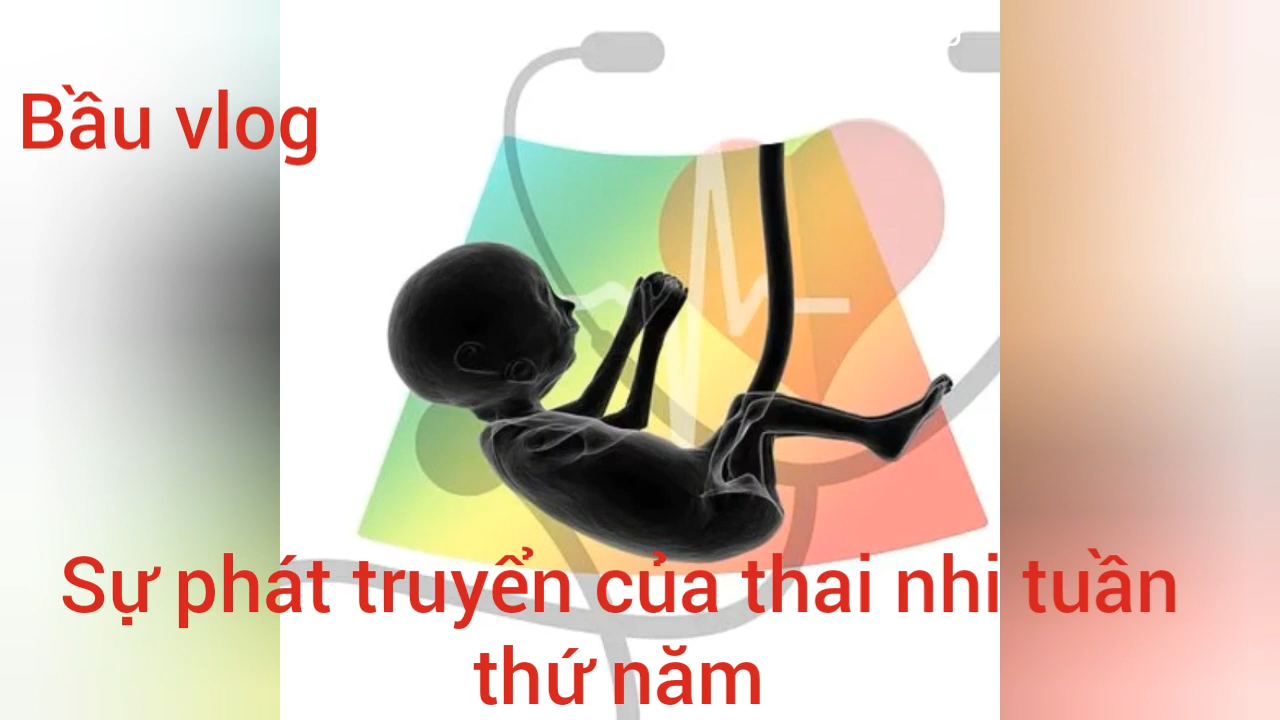 Bầu vlog
Sự phát truyển của thai nhi tuần
thứ năm